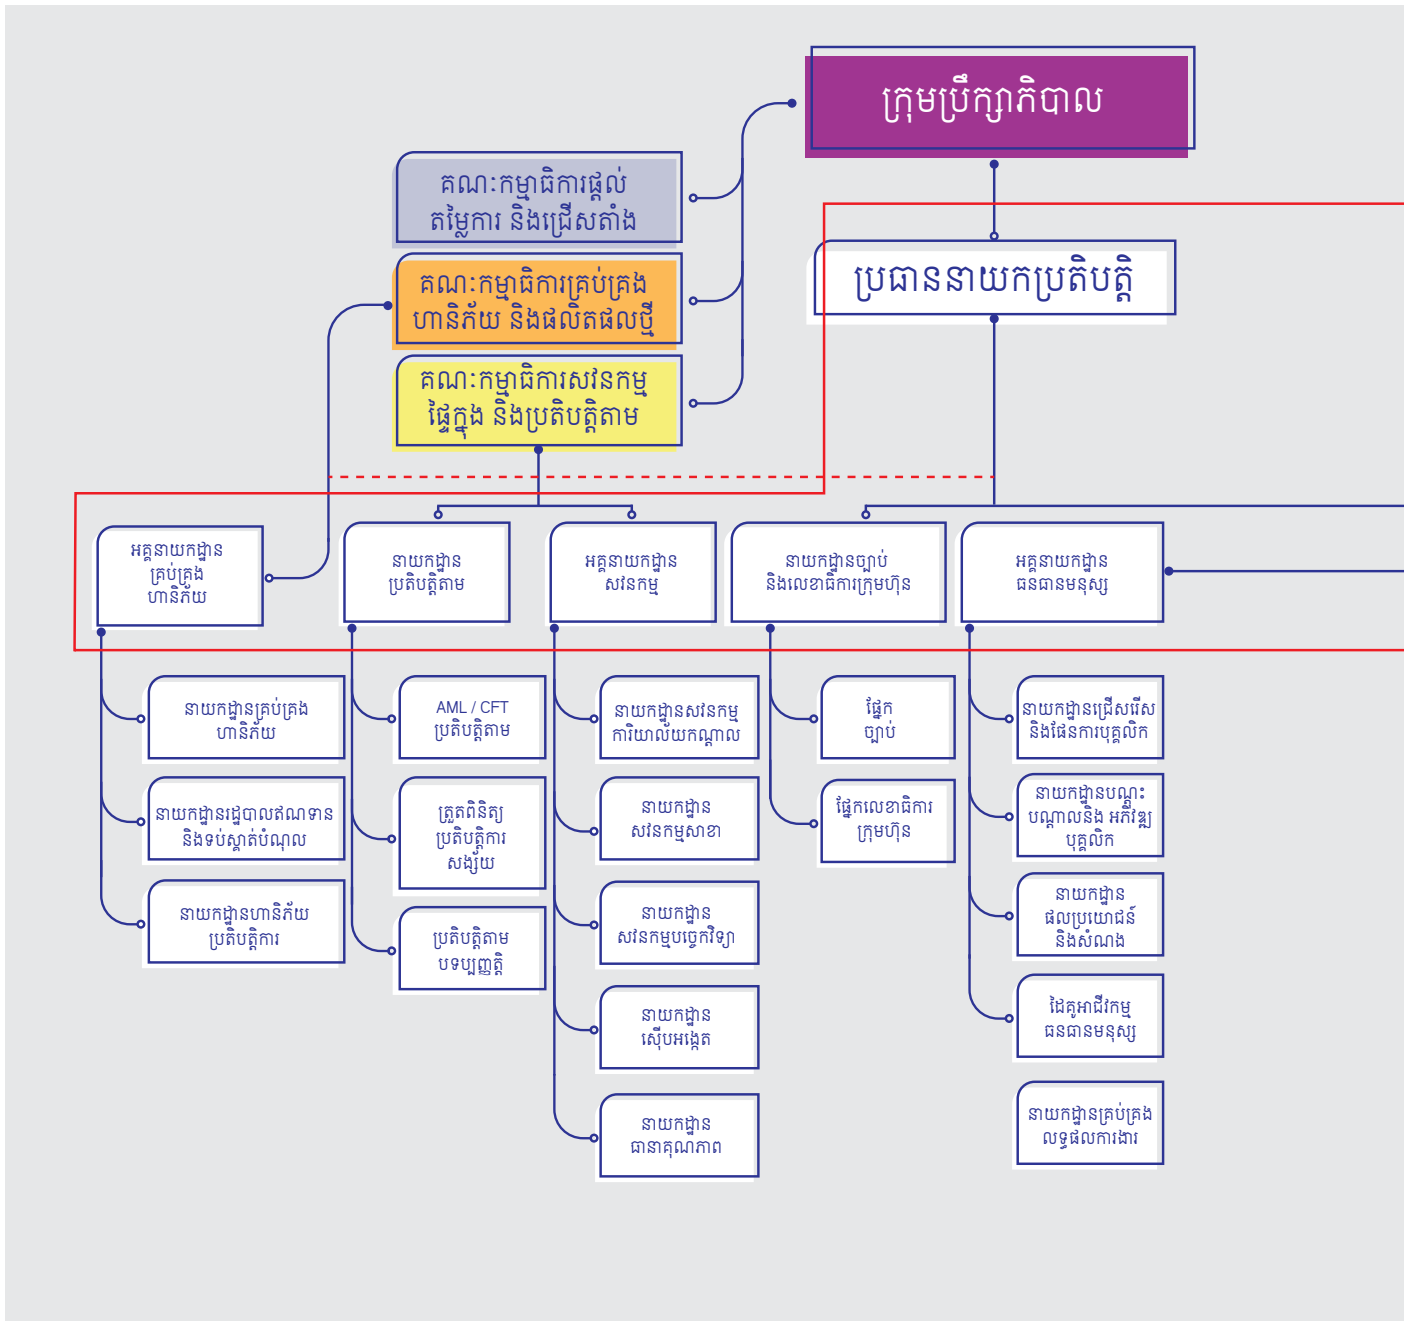 ក្រុមប្រឹក្សាភិបាល
គណៈកម្មាធិការផ្តល់
តម្លៃការ និងជ្រើសតាំង
គណៈកម្មាធិការគ្រប់គ្រង
ហានិភ័យ និងផលិតផលថ្មី
គណៈកម្មាធិការសវនកម្ម
ផ្ទៃក្នុង និងប្រតិបត្តិតាម
ប្រធាននាយកប្រតិបត្តិ
អគ្គនាយកដ្ឋាន
គ្រប់គ្រង
ហានិភ័យ
នាយកដ្ឋាន
ប្រតិបត្តិតាម
អគ្គនាយកដ្ឋាន
សវនកម្ម
នាយកដ្ឋានច្បាប់
និងលេខាធិការក្រុមហ៊ុន
អគ្គនាយកដ្ឋាន
ធនធានមនុស្ស
នាយកដ្ឋានគ្រប់គ្រង
ហានិភ័យ
នាយកដ្ឋានរដ្ឋបាលឥណទាន
និងទប់ស្កាត់បំណុល
នាយកដ្ឋានហានិភ័យ
ប្រតិបត្តិការ
AML / CFT
ប្រតិបត្តិតាម
ត្រួតពិនិត្យ
ប្រតិបត្តិការ
សង្ស័យ
ប្រតិបត្តិតាម
បទប្បញ្ញត្តិ
នាយកដ្ឋានសវនកម្ម
ការិយាល័យកណ្តាល
នាយកដ្ឋាន
សវនកម្មសាខា
នាយកដ្ឋាន
សវនកម្មបច្ចេកវិទ្យា
នាយកដ្ឋាន
ស៊ើបអង្កេត
នាយកដ្ឋាន
ធានាគុណភាព
ផ្នែក
ច្បាប់
ផ្នែកលេខាធិការ
ក្រុមហ៊ុន
នាយកដ្ឋានជ្រើសរើស
និងផែនការបុគ្គលិក
នាយកដ្ឋានបណ្តុះ
បណ្តាលនិង អភិវឌ្ឍ
បុគ្គលិក
នាយកដ្ឋាន
ផលប្រយោជន៍
និងសំណង
ដៃគូអាជីវកម្ម
ធនធានមនុស្ស
នាយកដ្ឋានគ្រប់គ្រង
លទ្ធផលការងារ